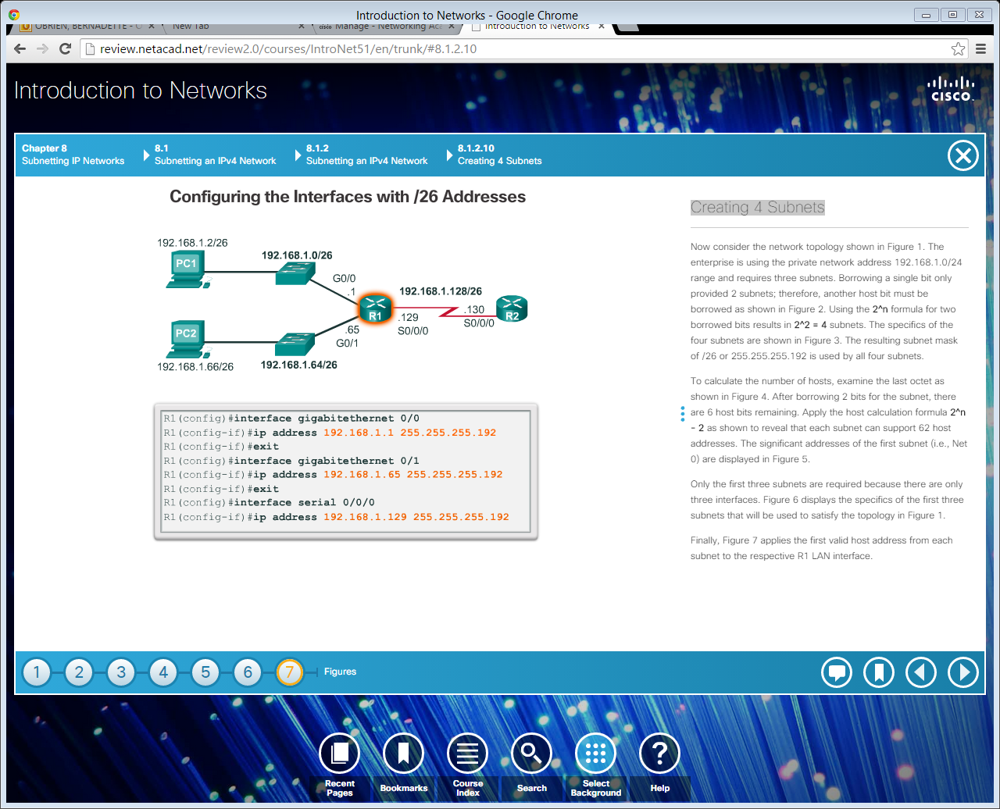 Introduction to Networks - Google Chrome
OBRIEN, BERNADETTE - C
New Tab
Manage - Networking Aca
Introduction to Networks
review.netacad.net/review2.0/courses/IntroNet51/en/trunk/#8.1.2.10
Introduction to Networks
CISCO.
Chapter 8
Subnetting IP Networks
8.1
Subnetting an IPv4 Network
8.1.2
Subnetting an IPv4 Network
8.1.2.10
Creating 4 Subnets
Configuring the Interfaces with /26 Addresses
192.168.1.2/26
PC1
192.168.1.0/26
G0/0
.1
192.168.1.128/26
R1
.129
S0/0/0
.130
S0/0/0
R2
PC2
.65
G0/1
192.168.1.66/26
192.168.1.64/26
R1(config)#interface gigabitethernet 0/0
R1(config-if)#ip address 192.168.1.1 255.255.255.192
R1(config-if)#exit
R1(config)#interface gigabitethernet 0/1
R1(config-if)#ip address 192.168.1.65 255.255.255.192
R1(config-if)#exit
R1(config)#interface serial 0/0/0
R1(config-if)#ip address 192.168.1.129 255.255.255.192
Creating 4 Subnets
Now consider the network topology shown in Figure 1. The
enterprise is using the private network address 192.168.1.0/24
range and requires three subnets. Borrowing a single bit only
provided 2 subnets; therefore, another host bit must be
borrowed as shown in Figure 2. Using the 2^n formula for two
borrowed bits results in 2^2 = 4 subnets. The specifics of the
four subnets are shown in Figure 3. The resulting subnet mask
of /26 or 255.255.255.192 is used by all four subnets.
To calculate the number of hosts, examine the last octet as
shown in Figure 4. After borrowing 2 bits for the subnet, there
are 6 host bits remaining. Apply the host calculation formula 2^n
- 2 as shown to reveal that each subnet can support 62 host
addresses. The significant addresses of the first subnet (i.e., Net
0) are displayed in Figure 5.
Only the first three subnets are required because there are only
three interfaces. Figure 6 displays the specifics of the first three
subnets that will be used to satisfy the topology in Figure 1.
Finally, Figure 7 applies the first valid host address from each
subnet to the respective R1 LAN interface.
1 2 3 4 5 6 7 Figures
Recent
Pages
Bookmarks
Course
Index
Search
Select
Background
?
Help